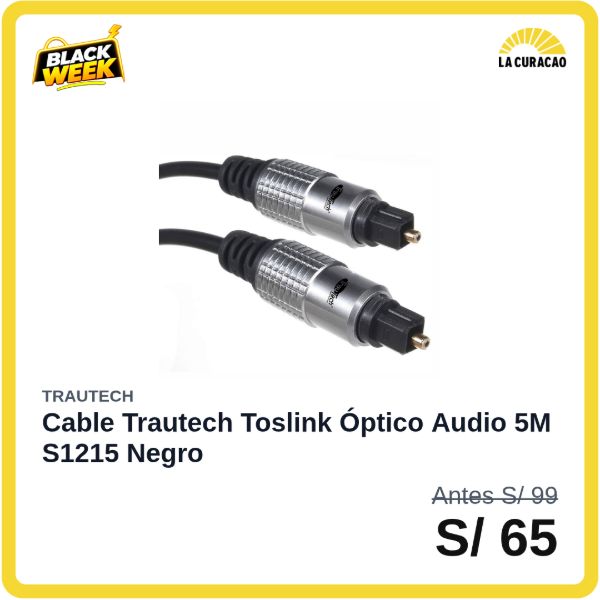 BLACK
WEEK
LA CURACAO
TRAUTECH
Cable Trautech Toslink Óptico Audio 5M
S1215 Negro
Antes S/ 99
S/ 65